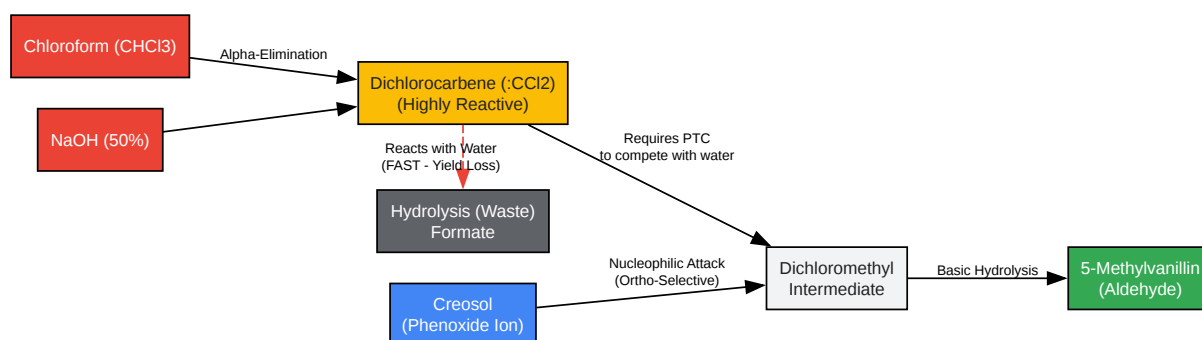 Chloroform (CHCl3)
Alpha-Elimination
NaOH (50%)
Dichlorocarbene (:CCl2)
(Highly Reactive)
Reacts with Water
(FAST - Yield Loss)
Requires PTC
to compete with water
Hydrolysis (Waste)
Formate
Nucleophilic Attack
(Ortho-Selective)
Creosol
(Phenoxide Ion)
Dichloromethyl
Intermediate
Basic Hydrolysis
5-Methylvanillin
(Aldehyde)